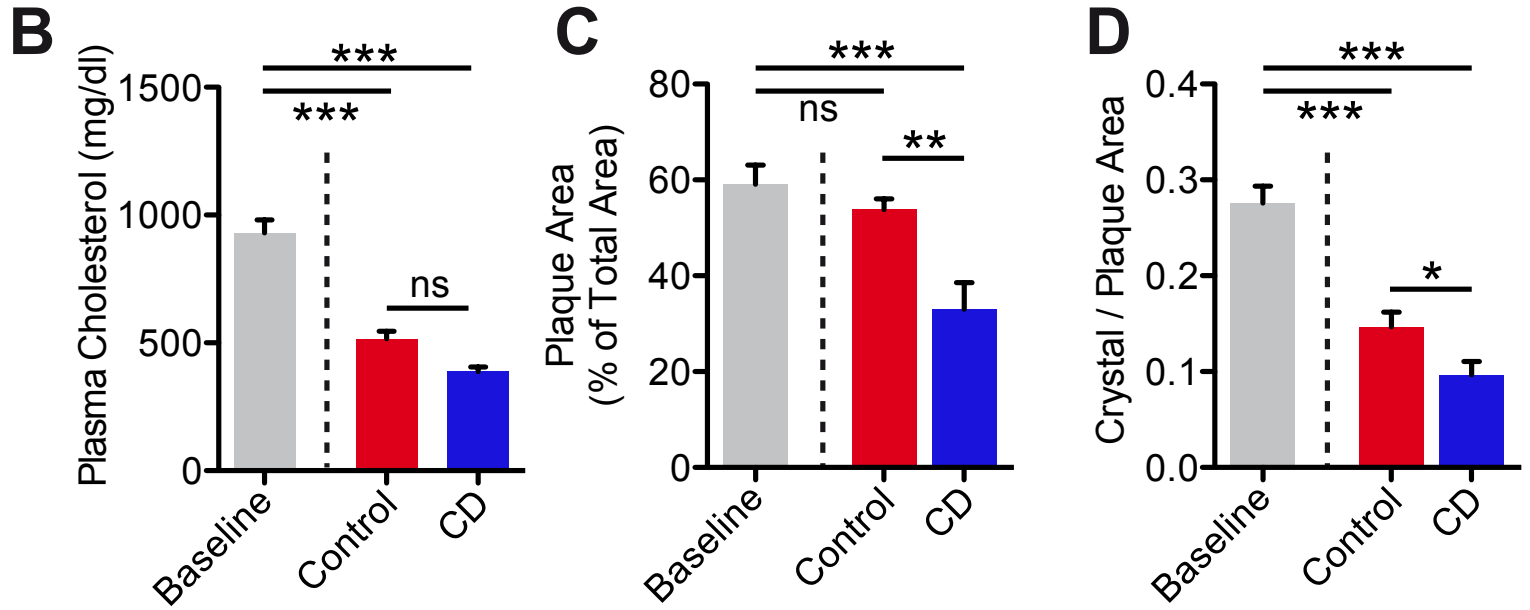 B
Plasma Cholesterol (mg/dl)
1500
1000
500
0
***
***
ns
Baseline
Control
CD
C
Plaque Area
(% of Total Area)
80
60
40
20
0
***
ns
**
Baseline
Control
CD
D
Crystal / Plaque Area
0.4
0.3
0.2
0.1
0.0
***
***
*
Baseline
Control
CD